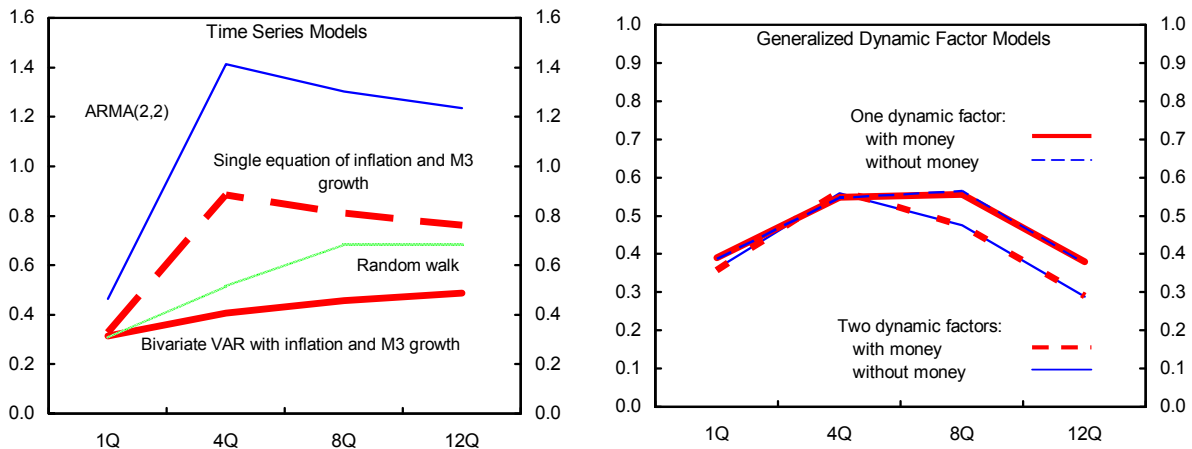 Time Series Models
1.6
1.4
1.2
1.0
0.8
0.6
0.4
0.2
0.0
ARMA(2,2)
Single equation of inflation and M3
growth
Random walk
Bivariate VAR with inflation and M3 growth
1.6
1.4
1.2
1.0
0.8
0.6
0.4
0.2
0.0
1Q 4Q 8Q 12Q
Generalized Dynamic Factor Models
1.0
0.9
0.8
0.7
0.6
0.5
0.4
0.3
0.2
0.1
0.0
One dynamic factor:
with money
without money
Two dynamic factors:
with money
without money
1.0
0.9
0.8
0.7
0.6
0.5
0.4
0.3
0.2
0.1
0.0
1Q 4Q 8Q 12Q